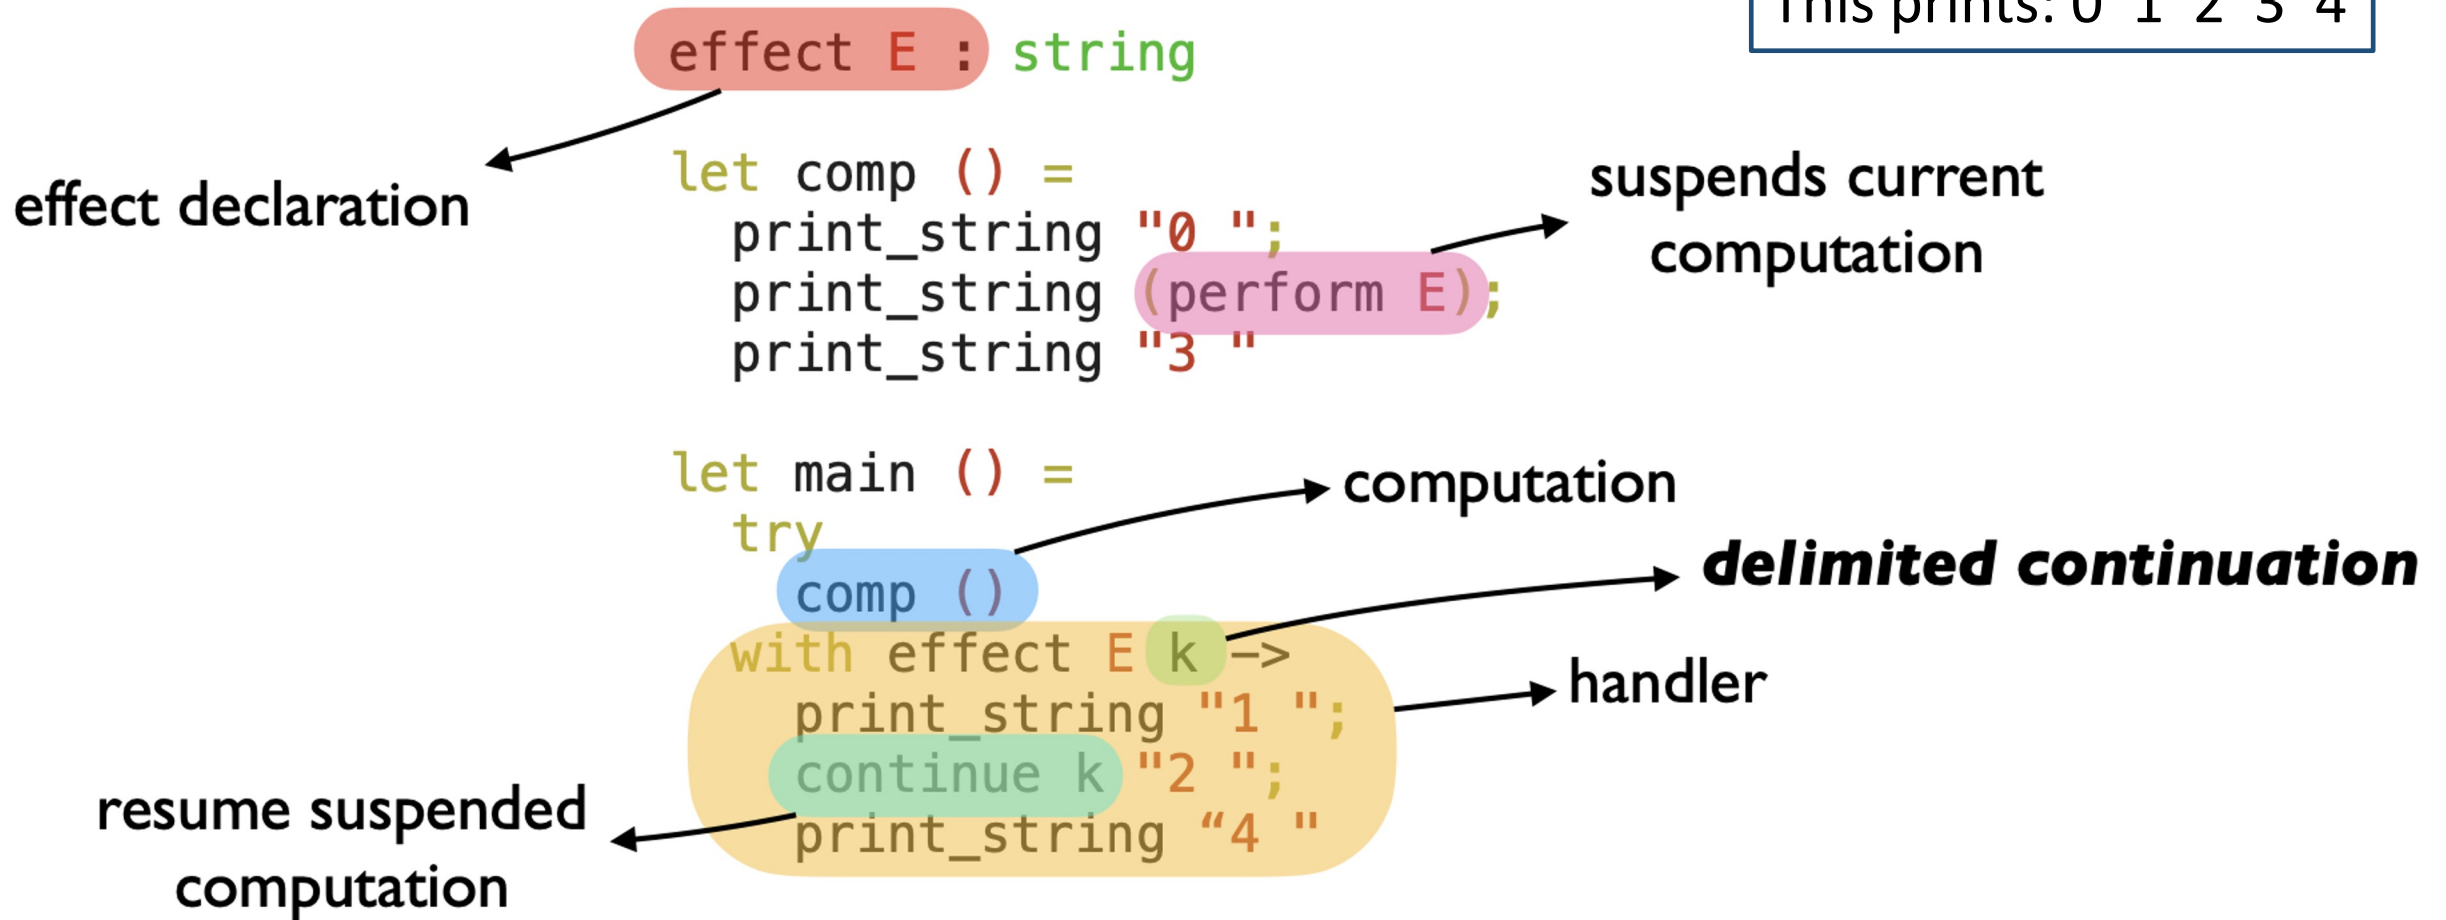 This prints: 0 1 2 3 4
effect E : string
effect declaration
let comp () =
print_string "0 ";
print_string (perform E);
print_string "3 "
suspends current
computation
let main () =
try
comp ()
with effect E k ->
print_string "1 ";
continue k "2 ";
print_string “4 "
computation
delimited continuation
handler
resume suspended
computation